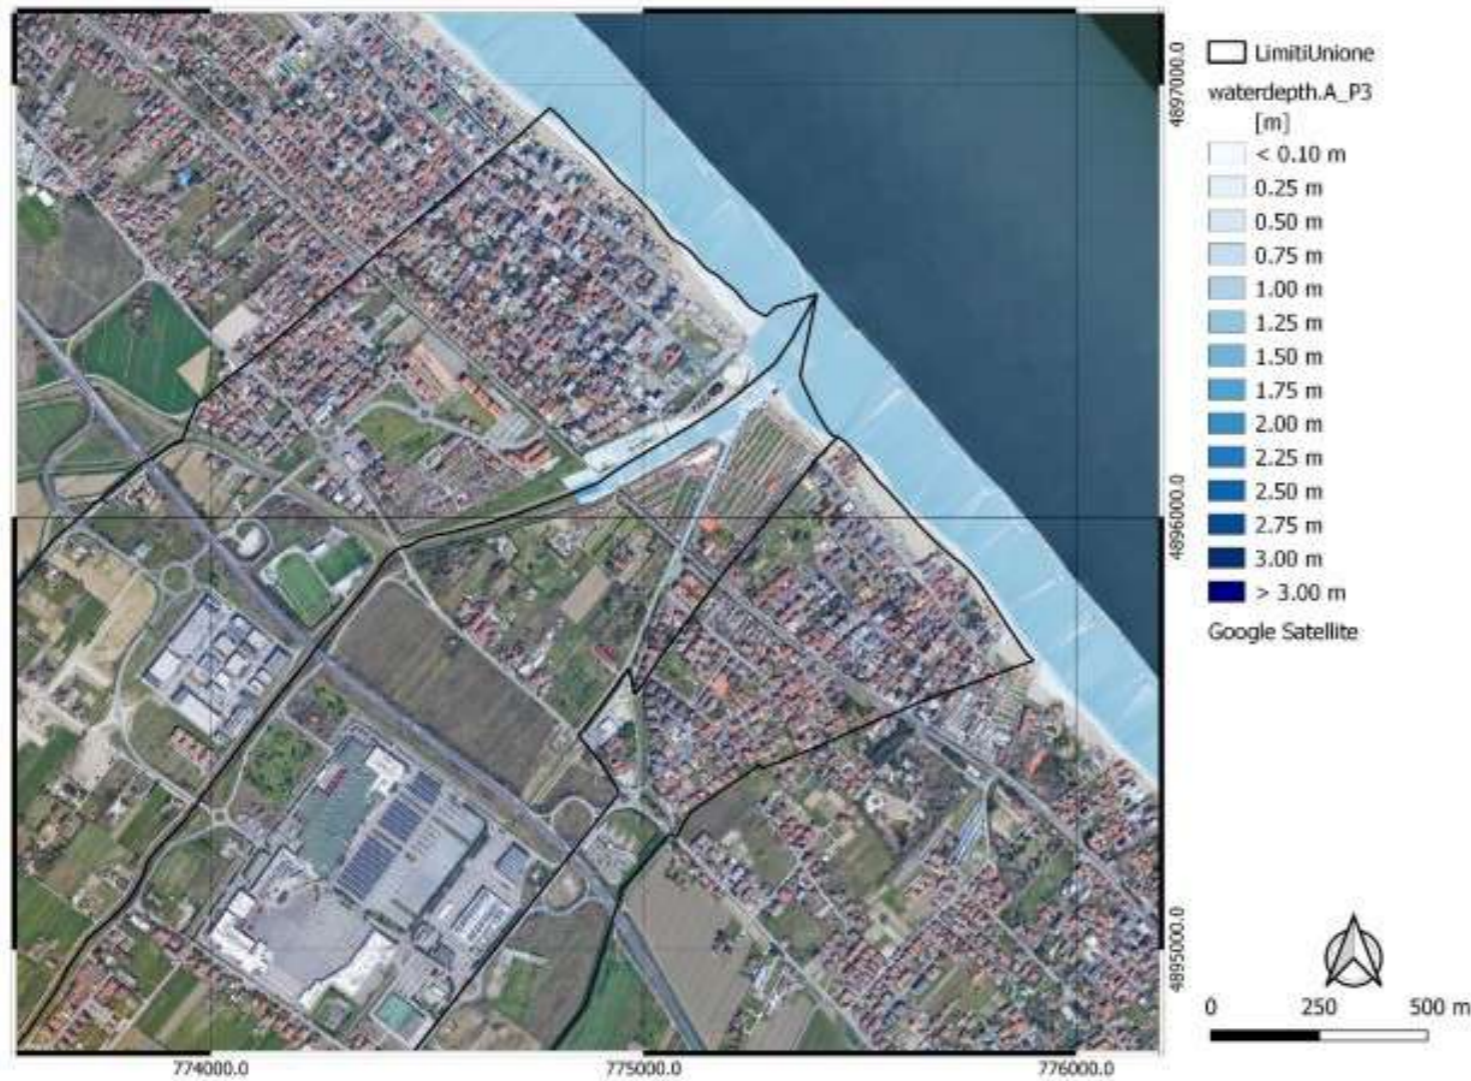 LimitiUnione
waterdepth.A_P3
[m]
< 0.10 m
0.25 m
0.50 m
0.75 m
1.00 m
1.25 m
1.50 m
1.75 m
2.00 m
2.25 m
2.50 m
2.75 m
3.00 m
> 3.00 m
Google Satellite
4897000.0
4896000.0
4895000.0
0 250 500 m
774000.0 775000.0 776000.0